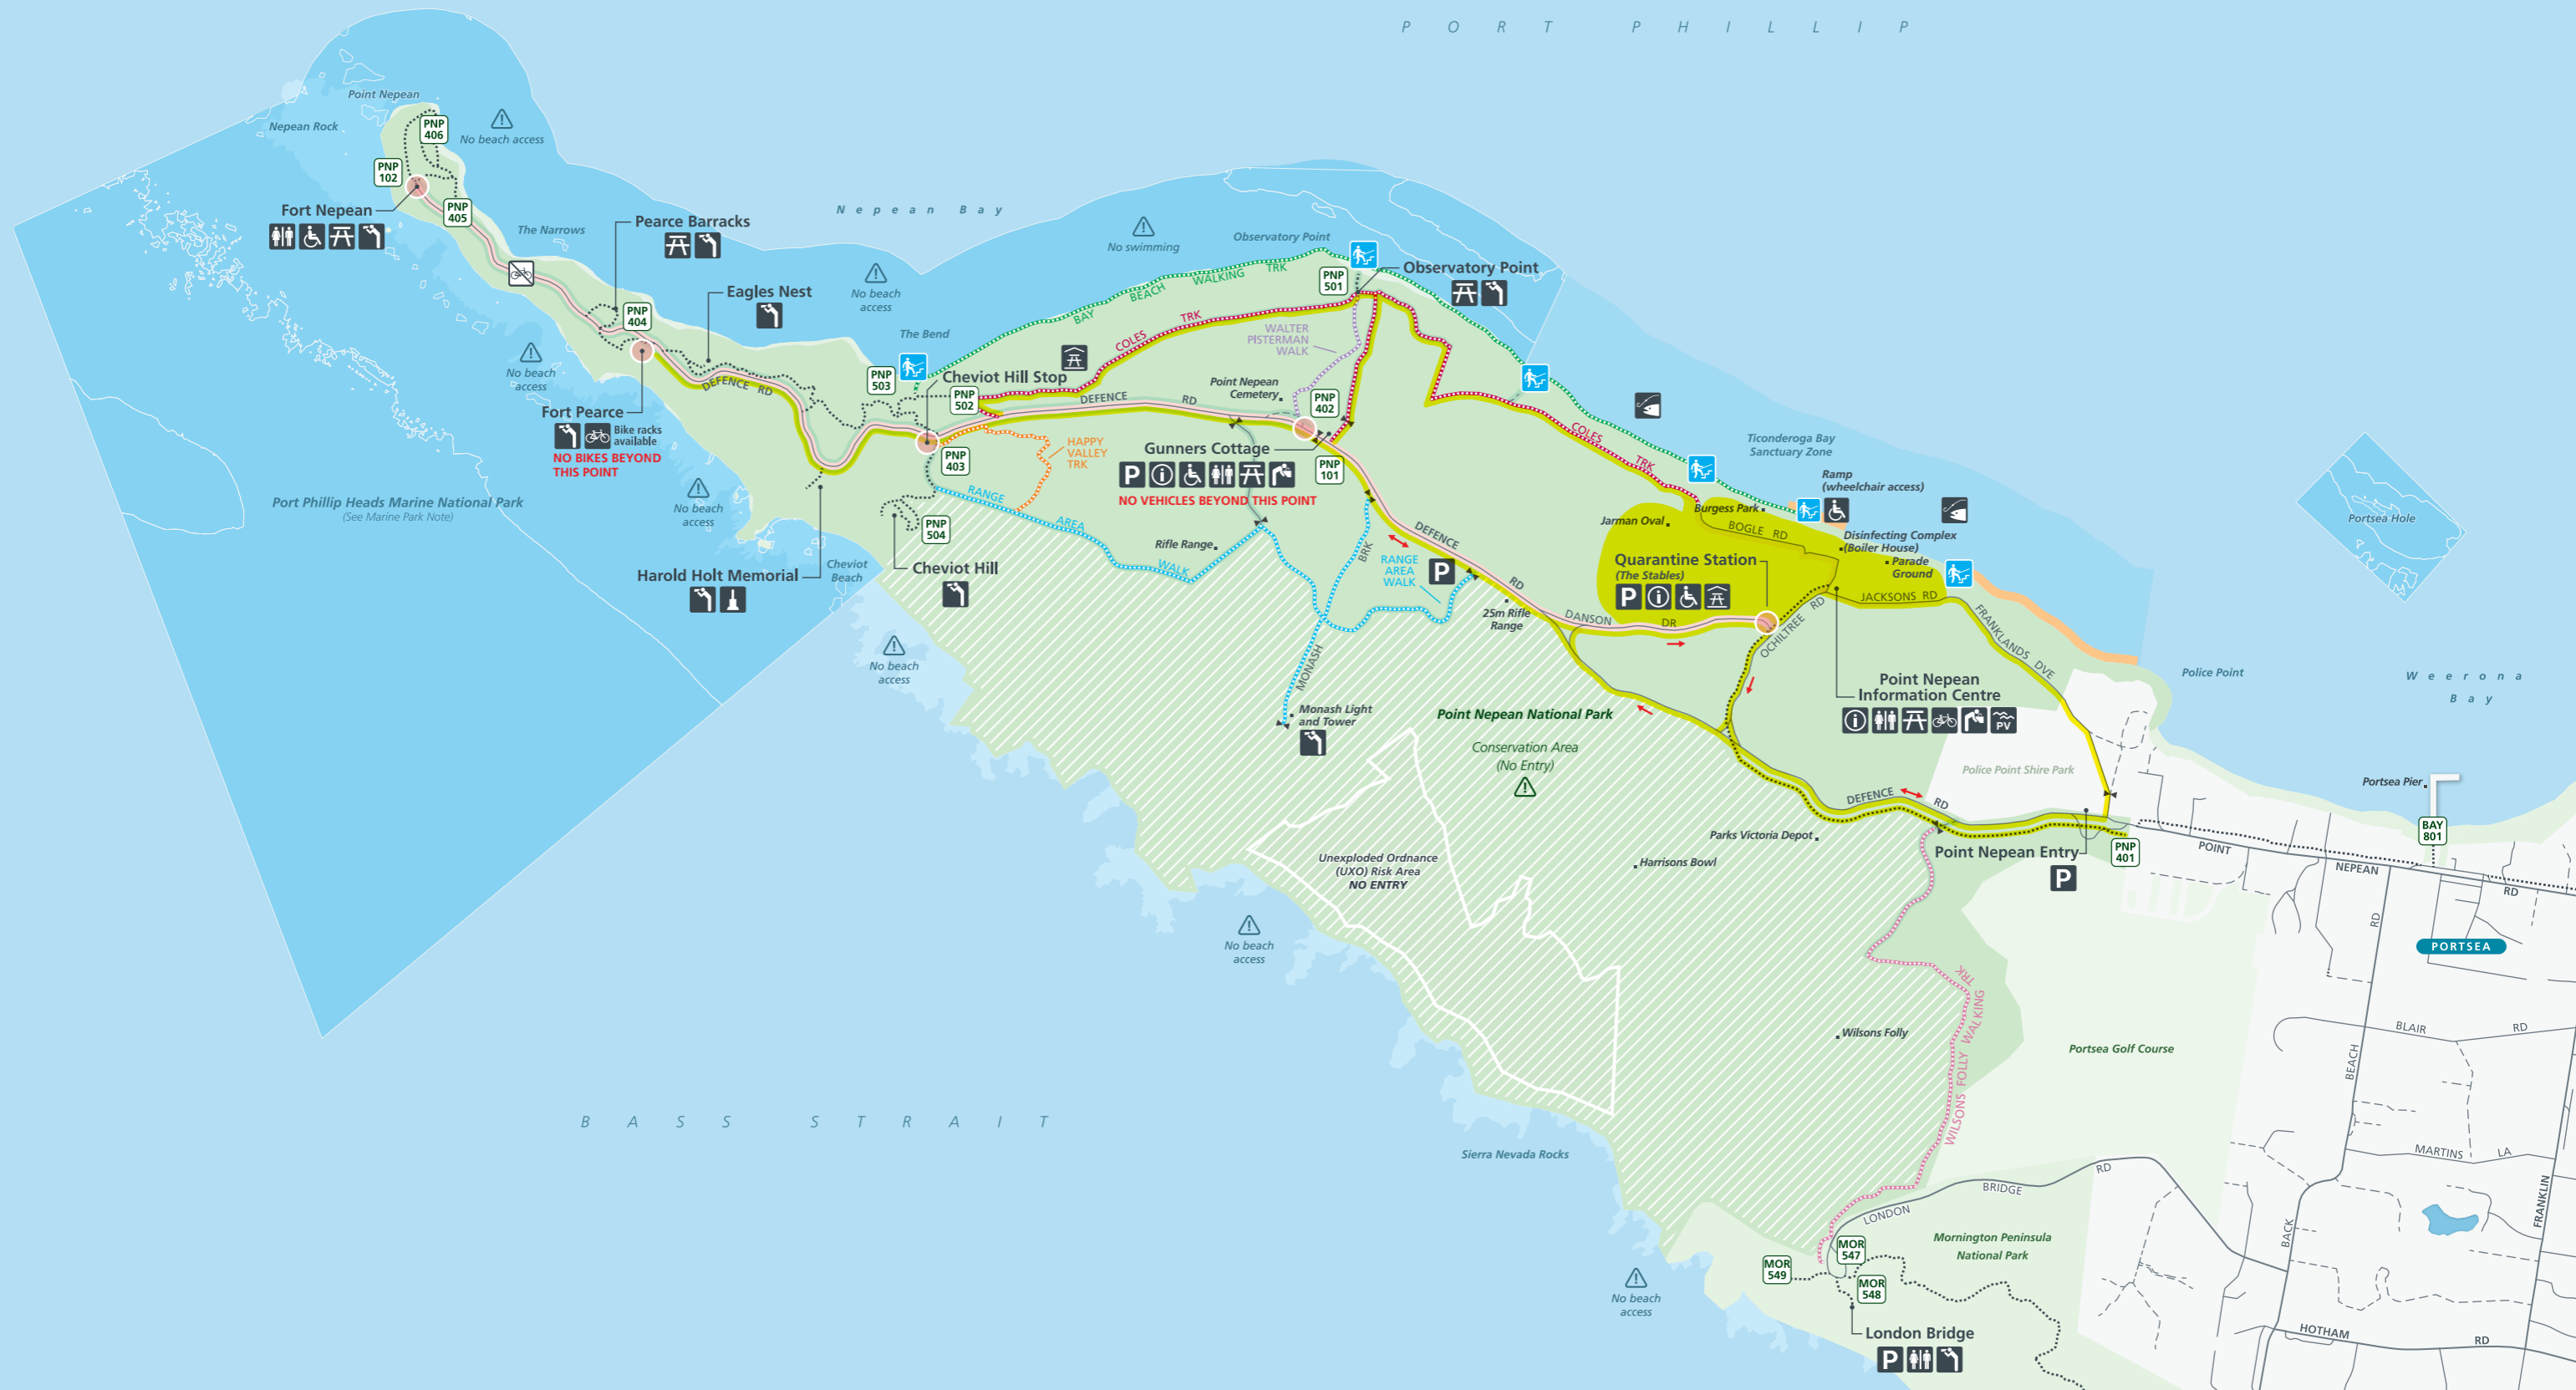 PORT PHILLIP
Point Nepean
Nepean Rock
PNP
406
No beach access
PNP
102
Fort Nepean
PNP
405
The Narrows
Pearce Barracks
Nepean Bay
No swimming
Observatory Point
Observatory Point
PNP
501
BAY BEACH WALKING TRK
COLES TRK
Eagles Nest
No beach
access
The Bend
PNP
404
No beach
access
DEFENCE RD
Fort Pearce
Bike racks
available
NO BIKES BEYOND
THIS POINT
PNP
503
Cheviot Hill Stop
PNP
502
DEFENCE RD
WALTER
PISTERMAN
WALK
Point Nepean
Cemetery
PNP
402
Gunners Cottage
P
NO VEHICLES BEYOND THIS POINT
PNP
101
PNP
403
HAPPY
VALLEY
TRK
RANGE AREA WALK
PNP
504
Cheviot Hill
Rifle Range
Port Phillip Heads Marine National Park
(See Marine Park Note)
No beach
access
Harold Holt Memorial
Cheviot
Beach
No beach
access
COLES TRK
Ticonderoga Bay
Sanctuary Zone
Ramp
(wheelchair access)
Burgess Park
Jarman Oval
BOGLE RD
Disinfecting Complex
(Boiler House)
Parade
Ground
Quarantine Station
(The Stables)
P
JACKSONS RD
FRANKLANDS DVE
OCHILTREE RD
DANSON DR
DEFENCE RD
P
25m Rifle
Range
BRK
RANGE
AREA
WALK
MONASH
Monash Light
and Tower
Point Nepean National Park
Conservation Area
(No Entry)
Point Nepean
Information Centre
PV
Police Point Shire Park
Police Point
Portsea Hole
Weerona
Bay
Portsea Pier
BAY
801
DEFENCE RD
Parks Victoria Depot
Harrisons Bowl
Point Nepean Entry
P
PNP
401
POINT NEPEAN RD
PORTSEA
Unexploded Ordnance
(UXO) Risk Area
NO ENTRY
No beach
access
Wilsons Folly
WILSONS FOLLY WALKING TRK
Portsea Golf Course
BLAIR RD
BACK BEACH RD
MARTINS LA
FRANKLIN
BASS STRAIT
Sierra Nevada Rocks
LONDON BRIDGE RD
Mornington Peninsula
National Park
MOR
547
MOR
549
MOR
548
No beach
access
London Bridge
P
HOTHAM RD